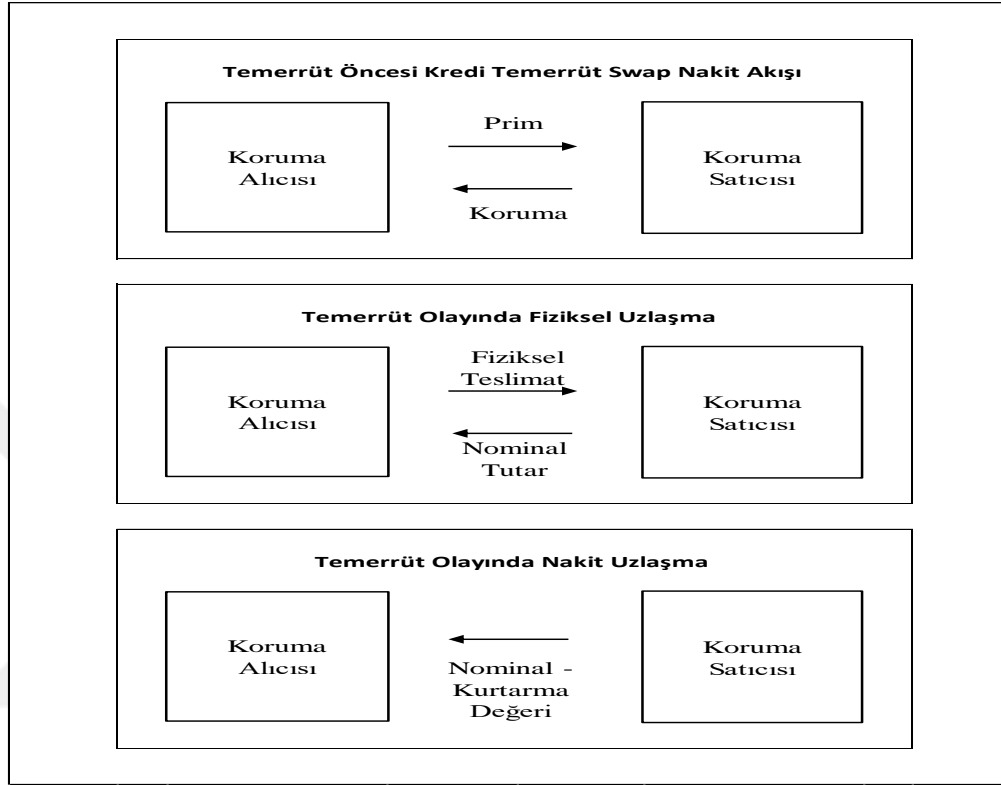 Temerrüt Öncesi Kredi Temerrüt Swap Nakit Akışı
Koruma
Alıcısı
Prim
Koruma
Koruma
Satıcısı
Temerrüt Olayında Fiziksel Uzlaşma
Koruma
Alıcısı
Fiziksel
Teslimat
Nominal
Tutar
Koruma
Satıcısı
Temerrüt Olayında Nakit Uzlaşma
Koruma
Alıcısı
Nominal -
Kurtarma
Değeri
Koruma
Satıcısı